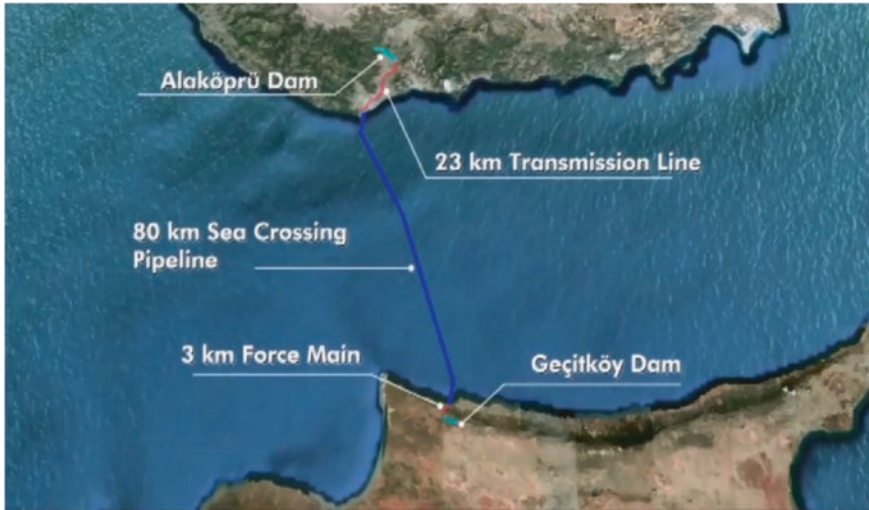 Alaköprü Dam
23 km Transmission Line
80 km Sea Crossing
Pipeline
3 km Force Main
Geçitköy Dam